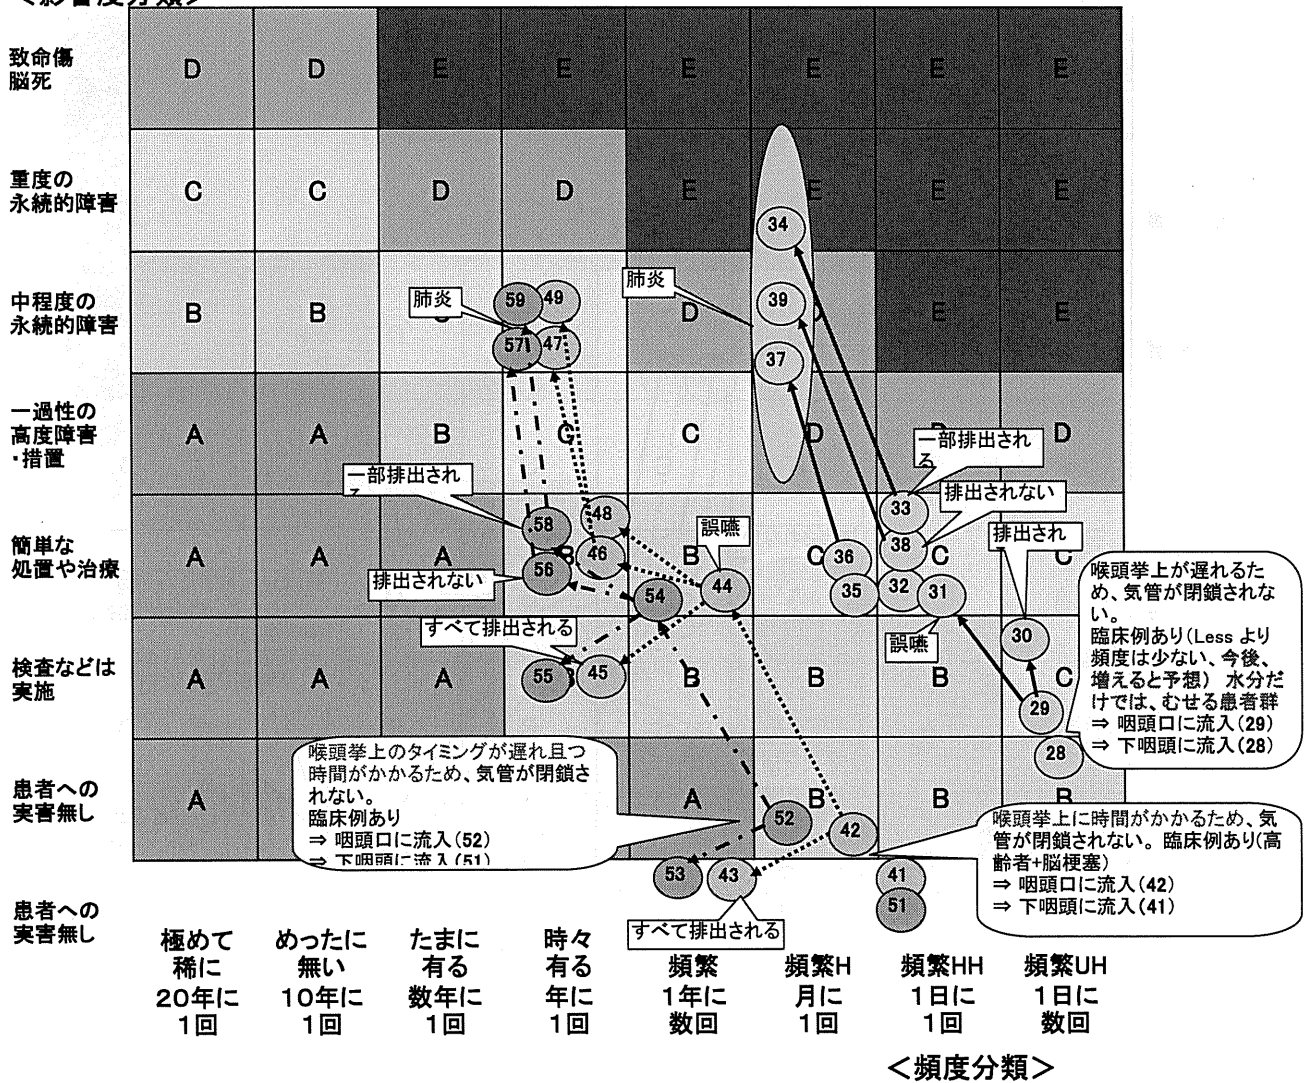 ＜影響度分類＞
致命傷
脳死
D D E E E E E E
重度の
永続的障害
C C D D E E E E
34
中程度の
永続的障害
B B C D D E E
肺炎
肺炎
59 49
57 47
39
37
一過性の
高度障害
・措置
A A B C C D D D
一部排出され
る
一部排出され
排出されない
排出され
簡単な
処置や治療
A A A B B C C C
誤嚥
33
58 48
46
38
36
56
排出されない
54 44
35 32 31
誤嚥
すべて排出される
検査などは
実施
A A A B B B B C
55 45
30
29
28
喉頭挙上が遅れるた
め、気管が閉鎖されな
い。
臨床例あり(Less より
頻度は少ない、今後、
増えると予想) 水分だ
けでは、むせる患者群
⇒ 咽頭口に流入(29)
⇒ 下咽頭に流入(28)
患者への
実害無し
A A B B B
喉頭挙上のタイミングが遅れ且つ
時間がかかるため、気管が閉鎖さ
れない。
臨床例あり
⇒ 咽頭口に流入(52)
⇒ 下咽頭に流入(51)
52 42
喉頭挙上に時間がかかるため、気
管が閉鎖されない。臨床例あり(高
齢者+脳梗塞)
⇒ 咽頭口に流入(42)
⇒ 下咽頭に流入(41)
53 43
41
51
すべて排出される
患者への
実害無し
極めて
稀に
20年に
1回
めったに
無い
10年に
1回
たまに
有る
数年に
1回
時々
有る
年に
1回
頻繁
1年に
数回
頻繁H
月に
1回
頻繁HH
1日に
1回
頻繁UH
1日に
数回
＜頻度分類＞